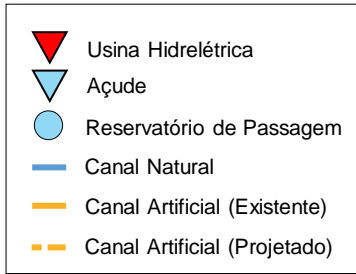 Usina Hidrelétrica
Açude
Reservatório de Passagem
Canal Natural
Canal Artificial (Existente)
Canal Artificial (Projetado)